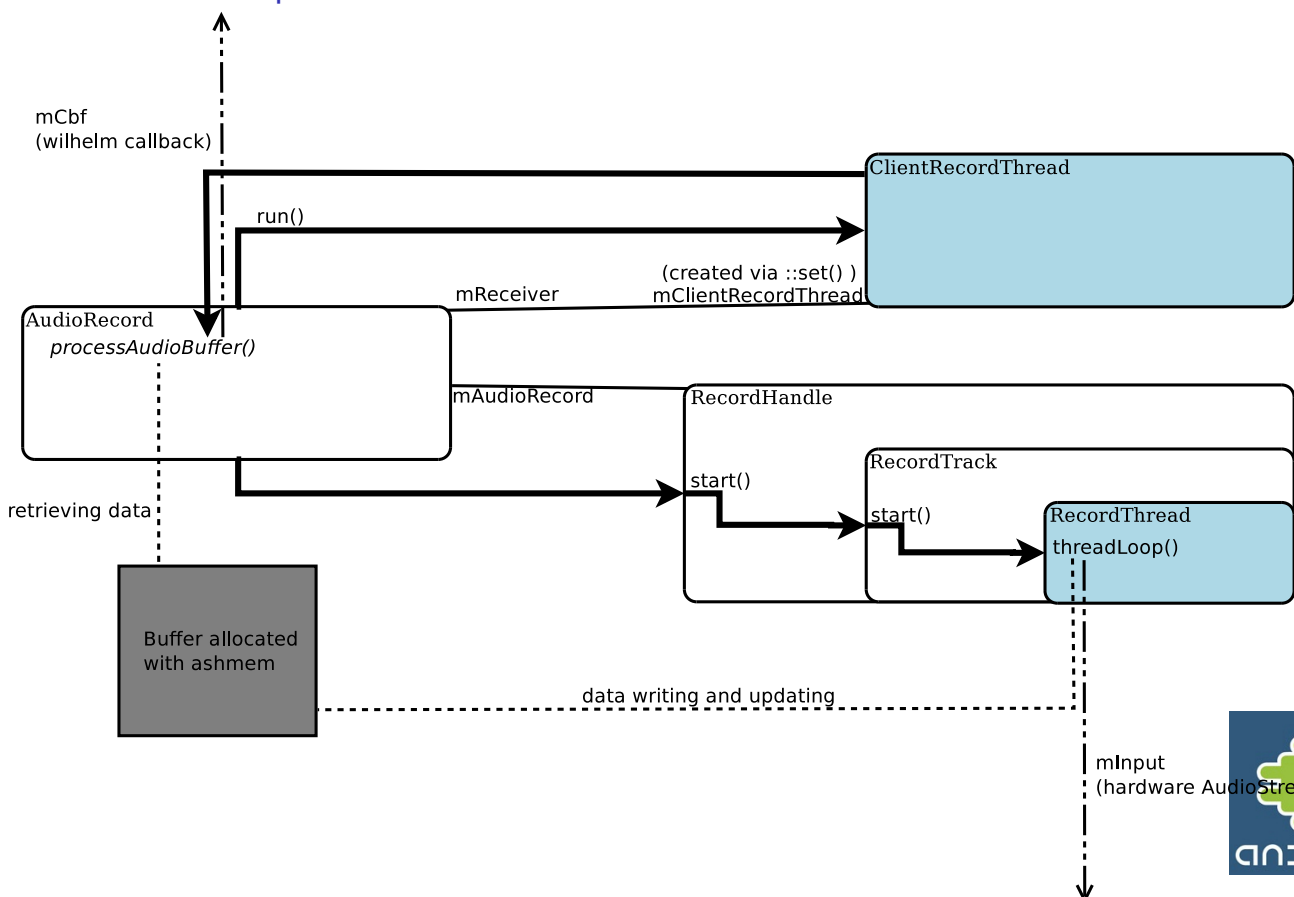 mCbf
(wilhelm callback)
ClientRecordThread
run()
(created via ::set() )
mReceiver
mClientRecordThread
AudioRecord
processAudioBuffer()
mAudioRecord
RecordHandle
RecordTrack
retrieving data
start()
start()
RecordThread
threadLoop()
Buffer allocated
with ashmem
data writing and updating
mInput
(hardware AudioStre